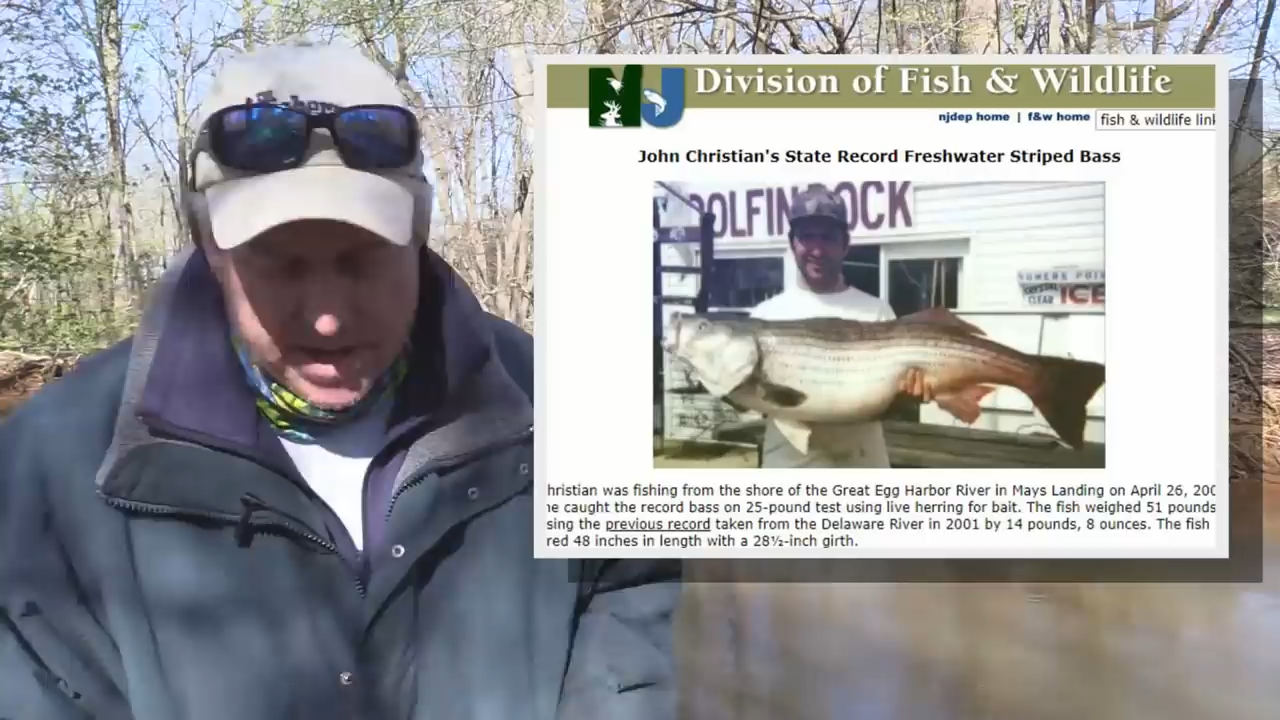 NJ Division of Fish & Wildlife
njdep home | f&w home fish & wildlife link
John Christian's State Record Freshwater Striped Bass
DOLFIN DOCK
SOMERS POIN
CRYSTAL CLEAR ICE
hristian was fishing from the shore of the Great Egg Harbor River in Mays Landing on April 26, 200
he caught the record bass on 25-pound test using live herring for bait. The fish weighed 51 pounds
sing the previous record taken from the Delaware River in 2001 by 14 pounds, 8 ounces. The fish
red 48 inches in length with a 28½-inch girth.